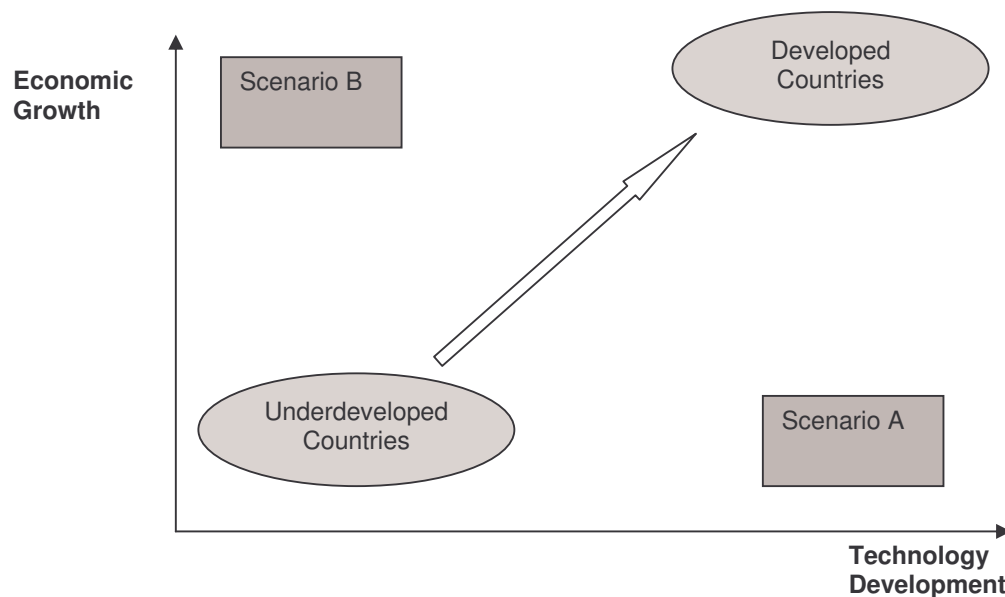 Economic
Growth
Scenario B
Developed
Countries
Underdeveloped
Countries
Scenario A
Technology
Development